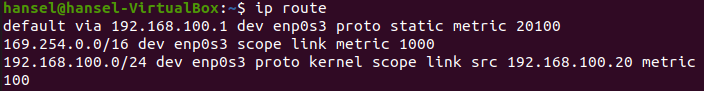 hansel@hansel-VirtualBox:~$ ip route
default via 192.168.100.1 dev enp0s3 proto static metric 20100
169.254.0.0/16 dev enp0s3 scope link metric 1000
192.168.100.0/24 dev enp0s3 proto kernel scope link src 192.168.100.20 metric
100